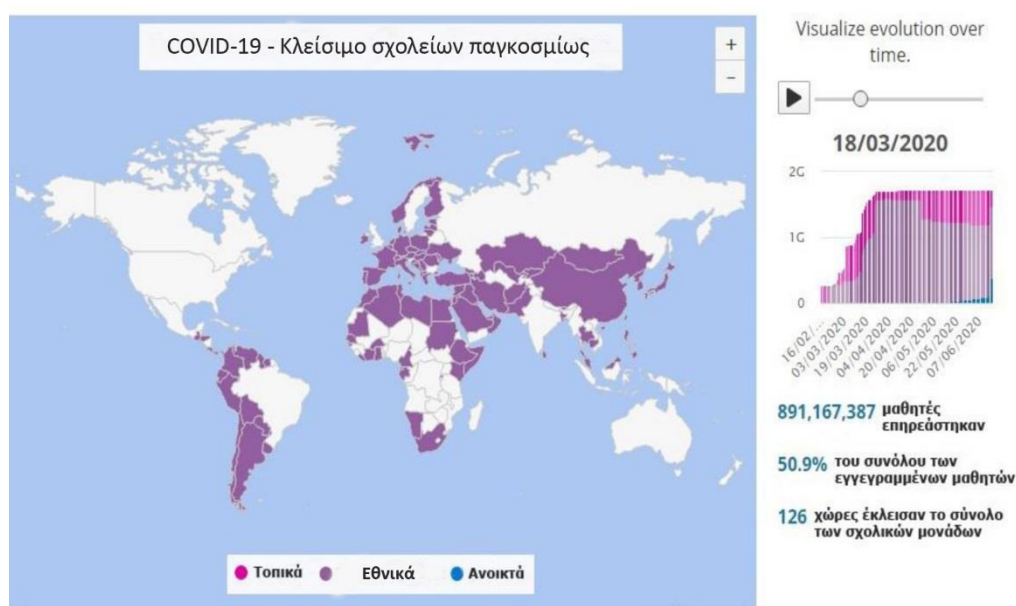 COVID-19 - Κλείσιμο σχολείων παγκοσμίως
+
−
Τοπικά
Εθνικά
Ανοικτά
Visualize evolution over
time.
18/03/2020
2G
1G
0
16/02/...
03/03/2020
19/03/2020
04/04/2020
20/04/2020
06/05/2020
22/05/2020
07/06/2020
891,167,387 μαθητές
επηρεάστηκαν
50.9% του συνόλου των
εγγεγραμμένων μαθητών
126 χώρες έκλεισαν το σύνολο
των σχολικών μονάδων